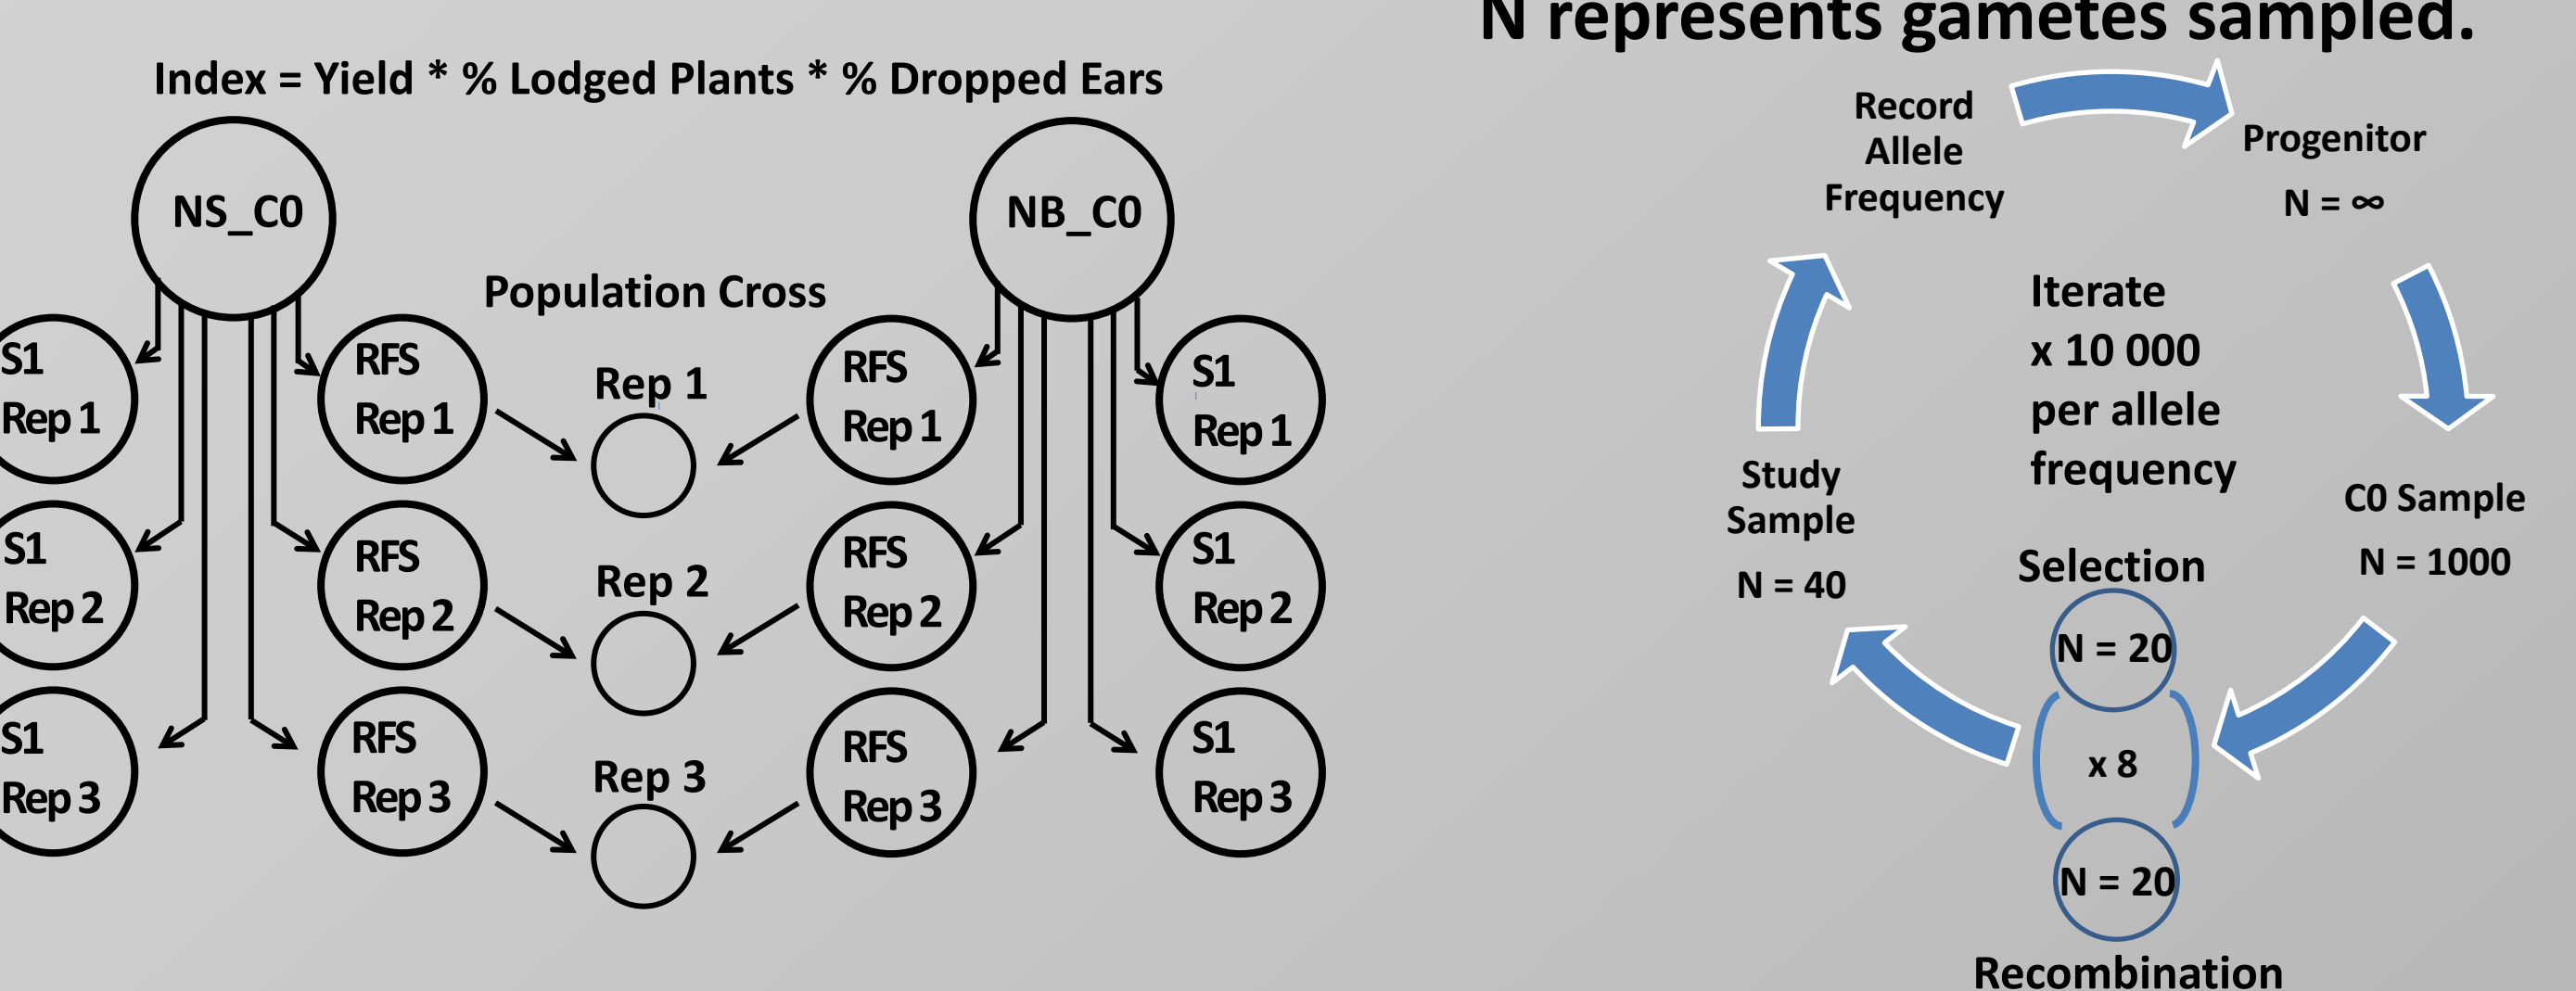 N represents gametes sampled.
Index = Yield * % Lodged Plants * % Dropped Ears
NS_C0
NB_C0
Population Cross
S1
Rep 1
RFS
Rep 1
Rep 1
RFS
Rep 1
S1
Rep 1
S1
Rep 2
RFS
Rep 2
Rep 2
RFS
Rep 2
S1
Rep 2
S1
Rep 3
RFS
Rep 3
Rep 3
RFS
Rep 3
S1
Rep 3
Record
Allele
Frequency
Progenitor
N = ∞
Iterate
x 10 000
per allele
frequency
C0 Sample
N = 1000
Study
Sample
N = 40
Selection
N = 20
x 8
N = 20
Recombination